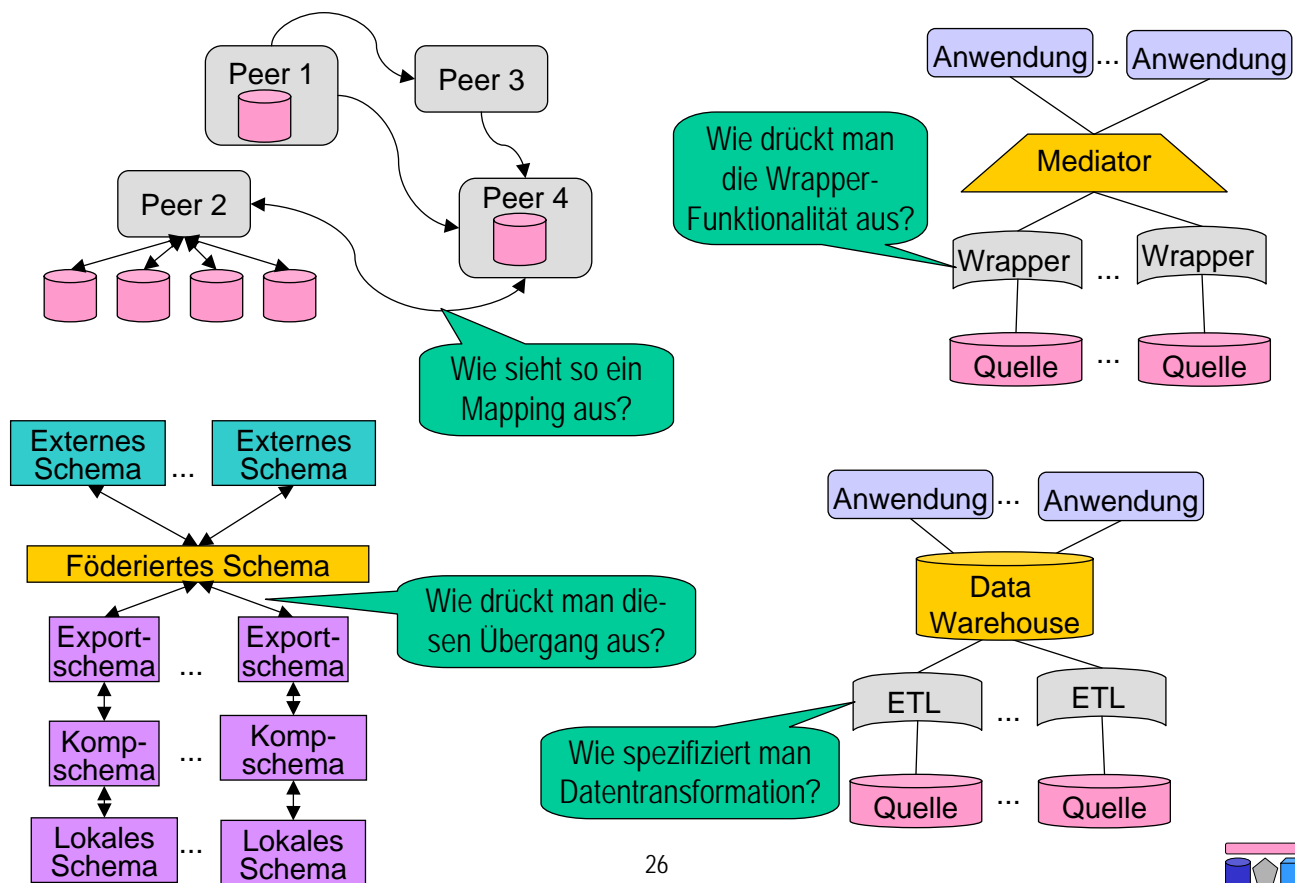 Peer 1
Peer 3
Peer 2
Peer 4
Wie sieht so ein
Mapping aus?
Anwendung ... Anwendung
Wie drückt man
die Wrapper-
Funktionalität aus?
Mediator
Wrapper ... Wrapper
Quelle ... Quelle
Externes
Schema
...
Externes
Schema
Föderiertes Schema
Wie drückt man die-
sen Übergang aus?
Export-
schema
...
Export-
schema
Komp-
schema
...
Komp-
schema
Lokales
Schema
...
Lokales
Schema
Anwendung ... Anwendung
Data
Warehouse
ETL ... ETL
Wie spezifiziert man
Datentransformation?
Quelle ... Quelle
26